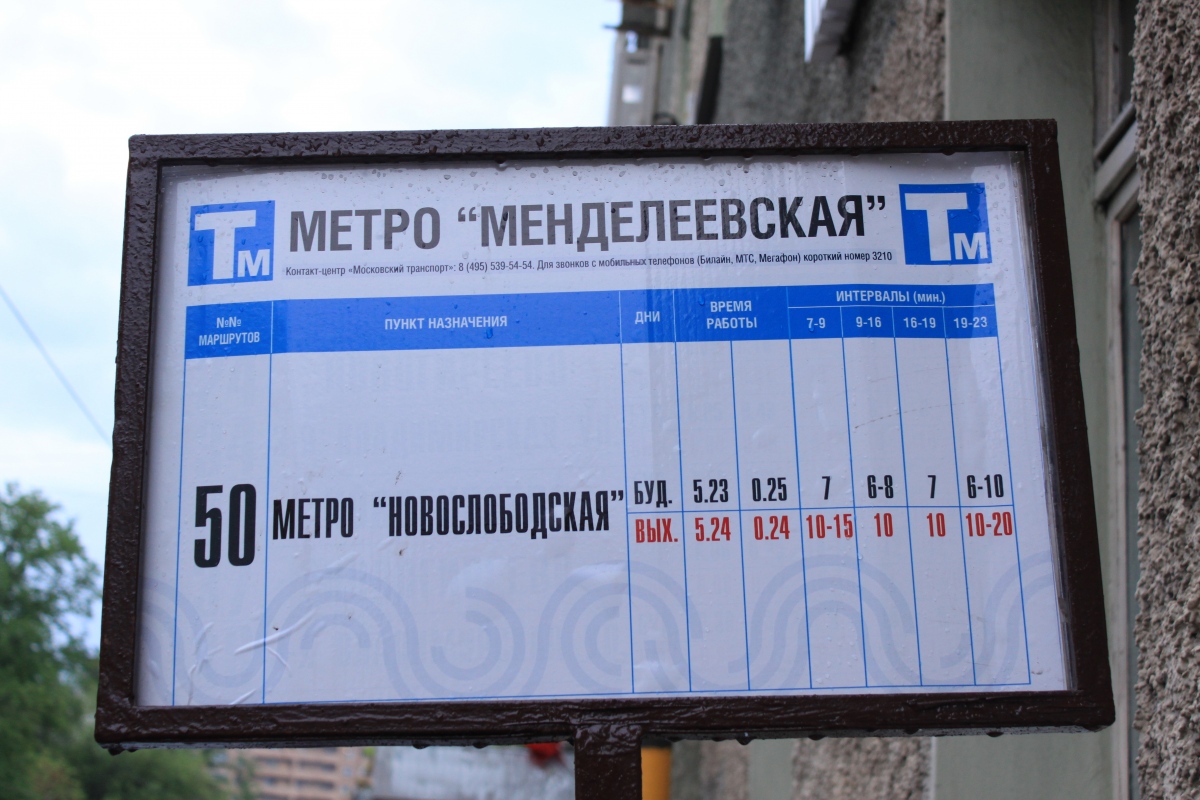 Тм МЕТРО “МЕНДЕЛЕЕВСКАЯ” Тм
Контакт-центр «Московский транспорт»: 8 (495) 539-54-54. Для звонков с мобильных телефонов (Билайн, МТС, Мегафон) короткий номер 3210
№№ МАРШРУТОВ ПУНКТ НАЗНАЧЕНИЯ ДНИ ВРЕМЯ РАБОТЫ ИНТЕРВАЛЫ (мин.)
7-9 9-16 16-19 19-23
50 МЕТРО “НОВОСЛОБОДСКАЯ” БУД. 5.23 0.25 7 6-8 7 6-10
ВЫХ. 5.24 0.24 10-15 10 10 10-20